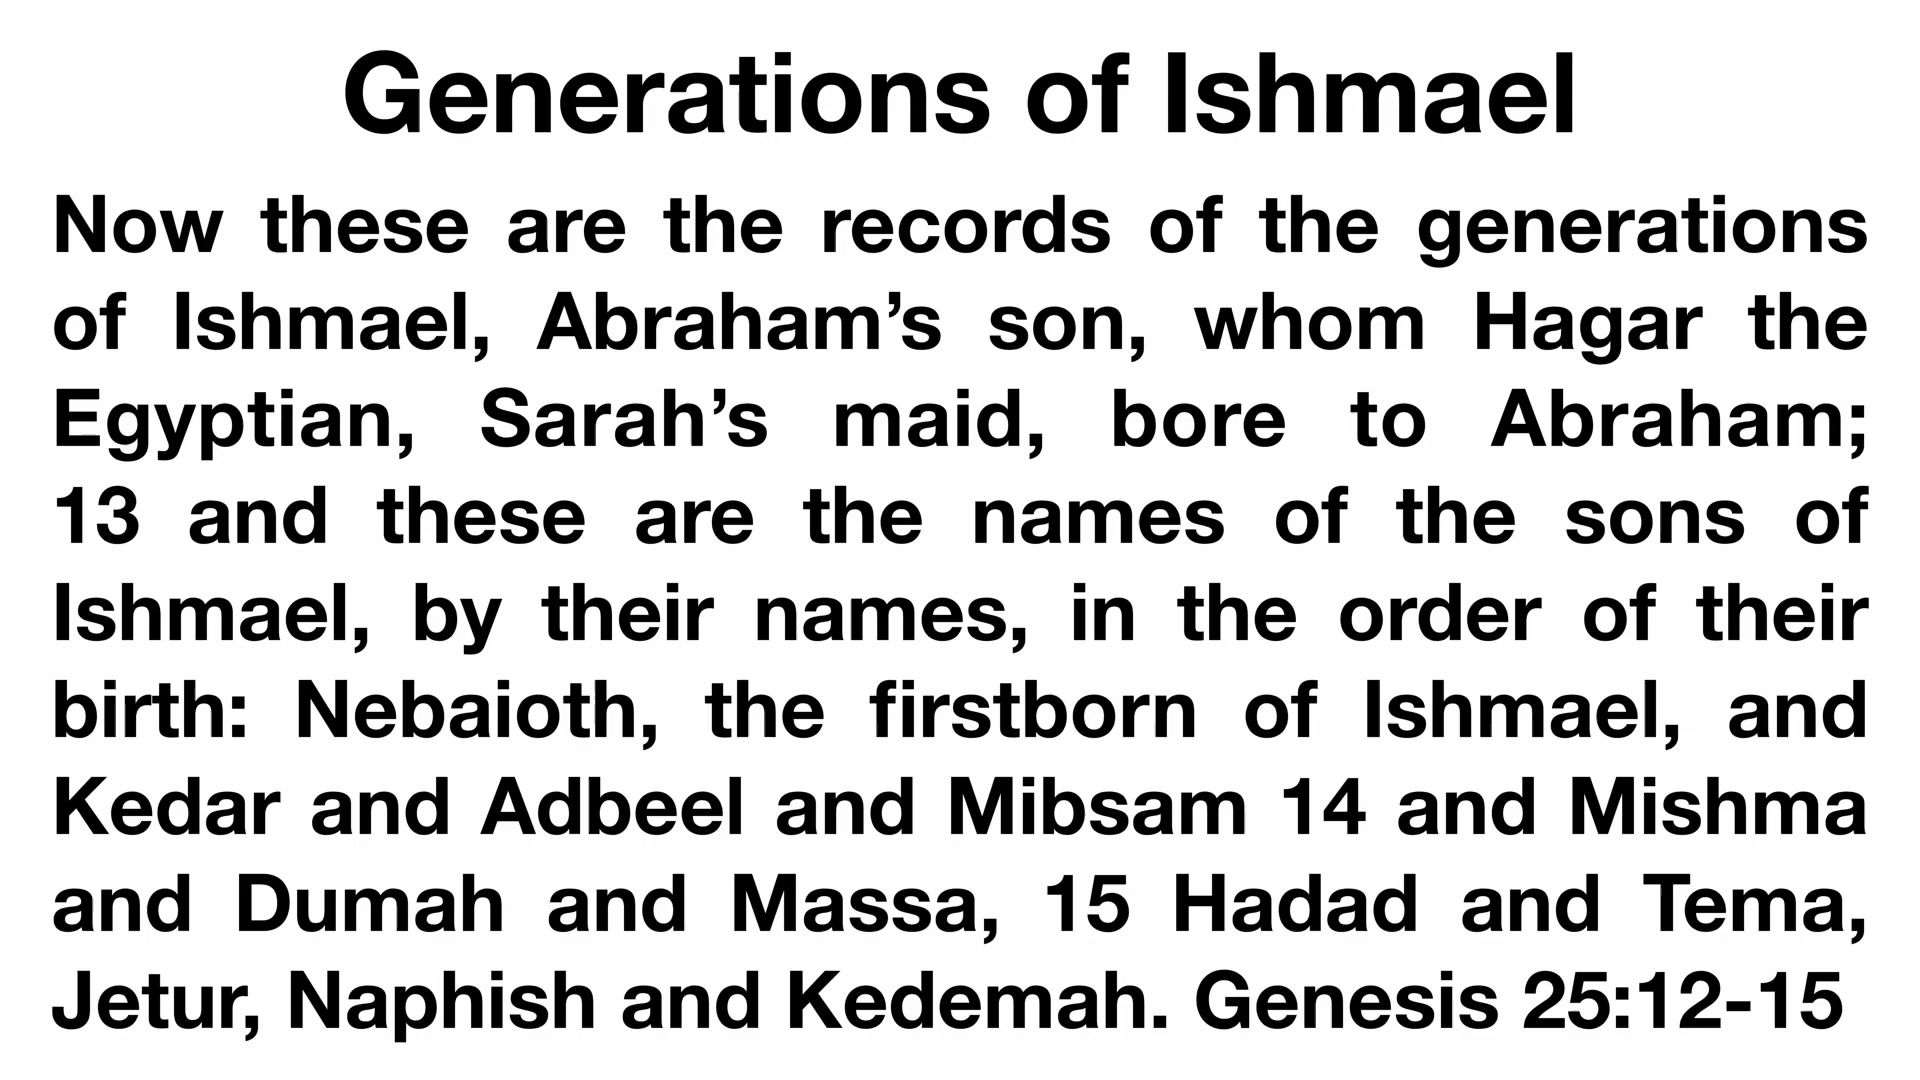 Generations of Ishmael
Now these are the records of the generations
of Ishmael, Abraham’s son, whom Hagar the
Egyptian, Sarah’s maid, bore to Abraham;
13 and these are the names of the sons of
Ishmael, by their names, in the order of their
birth: Nebaioth, the firstborn of Ishmael, and
Kedar and Adbeel and Mibsam 14 and Mishma
and Dumah and Massa, 15 Hadad and Tema,
Jetur, Naphish and Kedemah. Genesis 25:12-15